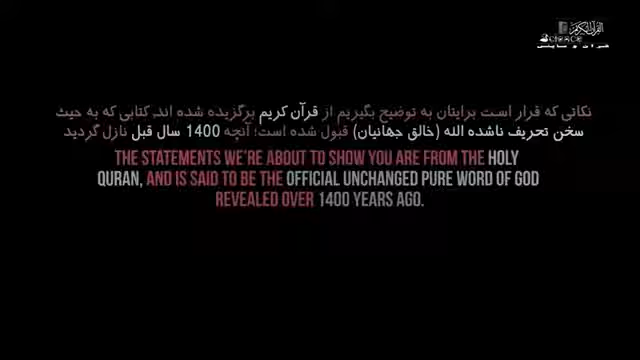 القرآن الكريم
Science
نکاتی که قرار است برایتان به توضیح بگیریم از قرآن کریم برگزیده شده اند، کتابی که به حیث
سخن تحریف ناشده الله (خالق جهانیان) قبول شده است؛ آنچه 1400 سال قبل نازل گردید
THE STATEMENTS WE'RE ABOUT TO SHOW YOU ARE FROM THE HOLY
QURAN, AND IS SAID TO BE THE OFFICIAL UNCHANGED PURE WORD OF GOD
REVEALED OVER 1400 YEARS AGO.